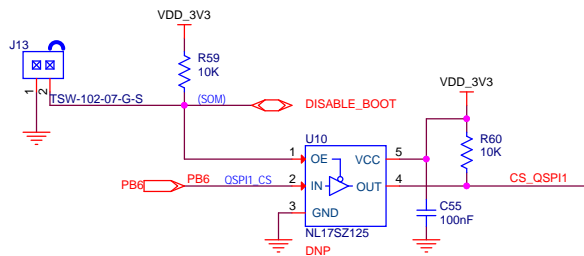 VDD_3V3
J13
R59
10K
VDD_3V3
1
2
TSW-102-07-G-S
(SOM)
DISABLE_BOOT
U10
R60
10K
1
OE
VCC
5
PB6
PB6
QSPI1_CS
2
IN
OUT
4
CS_QSPI1
3
GND
C55
100nF
NL17SZ125
DNP